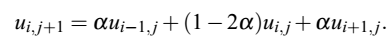 u_{i,j+1} = αu_{i−1,j} + (1 − 2α)u_{i,j} + αu_{i+1,j}.